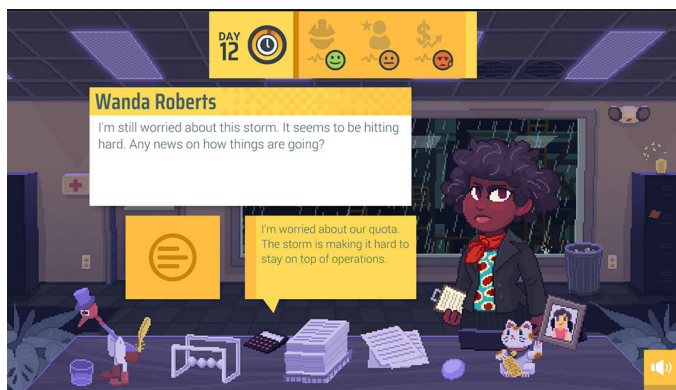 DAY
12
Wanda Roberts
I'm still worried about this storm. It seems to be hitting
hard. Any news on how things are going?
I'm worried about our quota.
The storm is making it hard to
stay on top of operations.